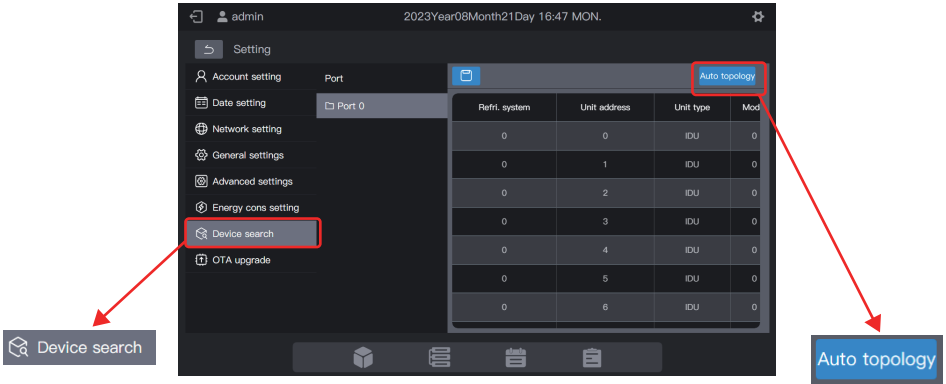 admin 2023Year08Month21Day 16:47 MON.
Setting
Account setting
Date setting
Network setting
General settings
Advanced settings
Energy cons setting
Device search
OTA upgrade
Port
Port 0
Auto topology
Refri. system Unit address Unit type Mod
0 0 IDU 0
0 1 IDU 0
0 2 IDU 0
0 3 IDU 0
0 4 IDU 0
0 5 IDU 0
0 6 IDU 0
Device search
Auto topology